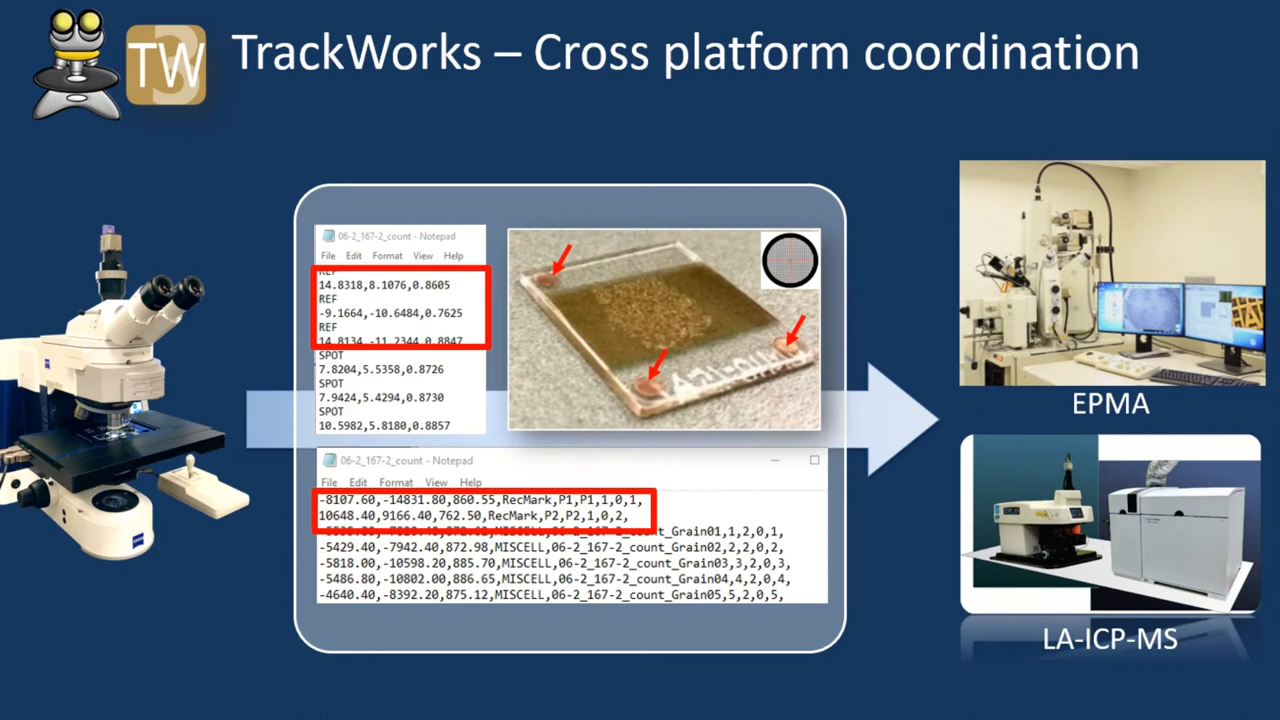 TW
3
TrackWorks – Cross platform coordination
06-2_167-2_count - Notepad
File Edit Format View Help
REF
14.8318,8.1076,0.8605
REF
-9.1664,-10.6484,0.7625
REF
14.8134,-11.2344,0.8847
SPOT
7.8204,5.5358,0.8726
SPOT
7.9424,5.4294,0.8730
SPOT
10.5982,5.8180,0.8857
06-2_167-2_count - Notepad
File Edit Format View Help
-8107.60,-14831.80,860.55,RecMark,P1,P1,1,0,1,
10648.40,9166.40,762.50,RecMark,P2,P2,1,0,2,
-5429.40,-7942.40,872.98,MISCELL,06-2_167-2_count_Grain02,2,2,0,2,
-5818.00,-10598.20,885.70,MISCELL,06-2_167-2_count_Grain03,3,2,0,3,
-5486.80,-10802.00,886.65,MISCELL,06-2_167-2_count_Grain04,4,2,0,4,
-4640.40,-8392.20,875.12,MISCELL,06-2_167-2_count_Grain05,5,2,0,5,
EPMA
LA-ICP-MS